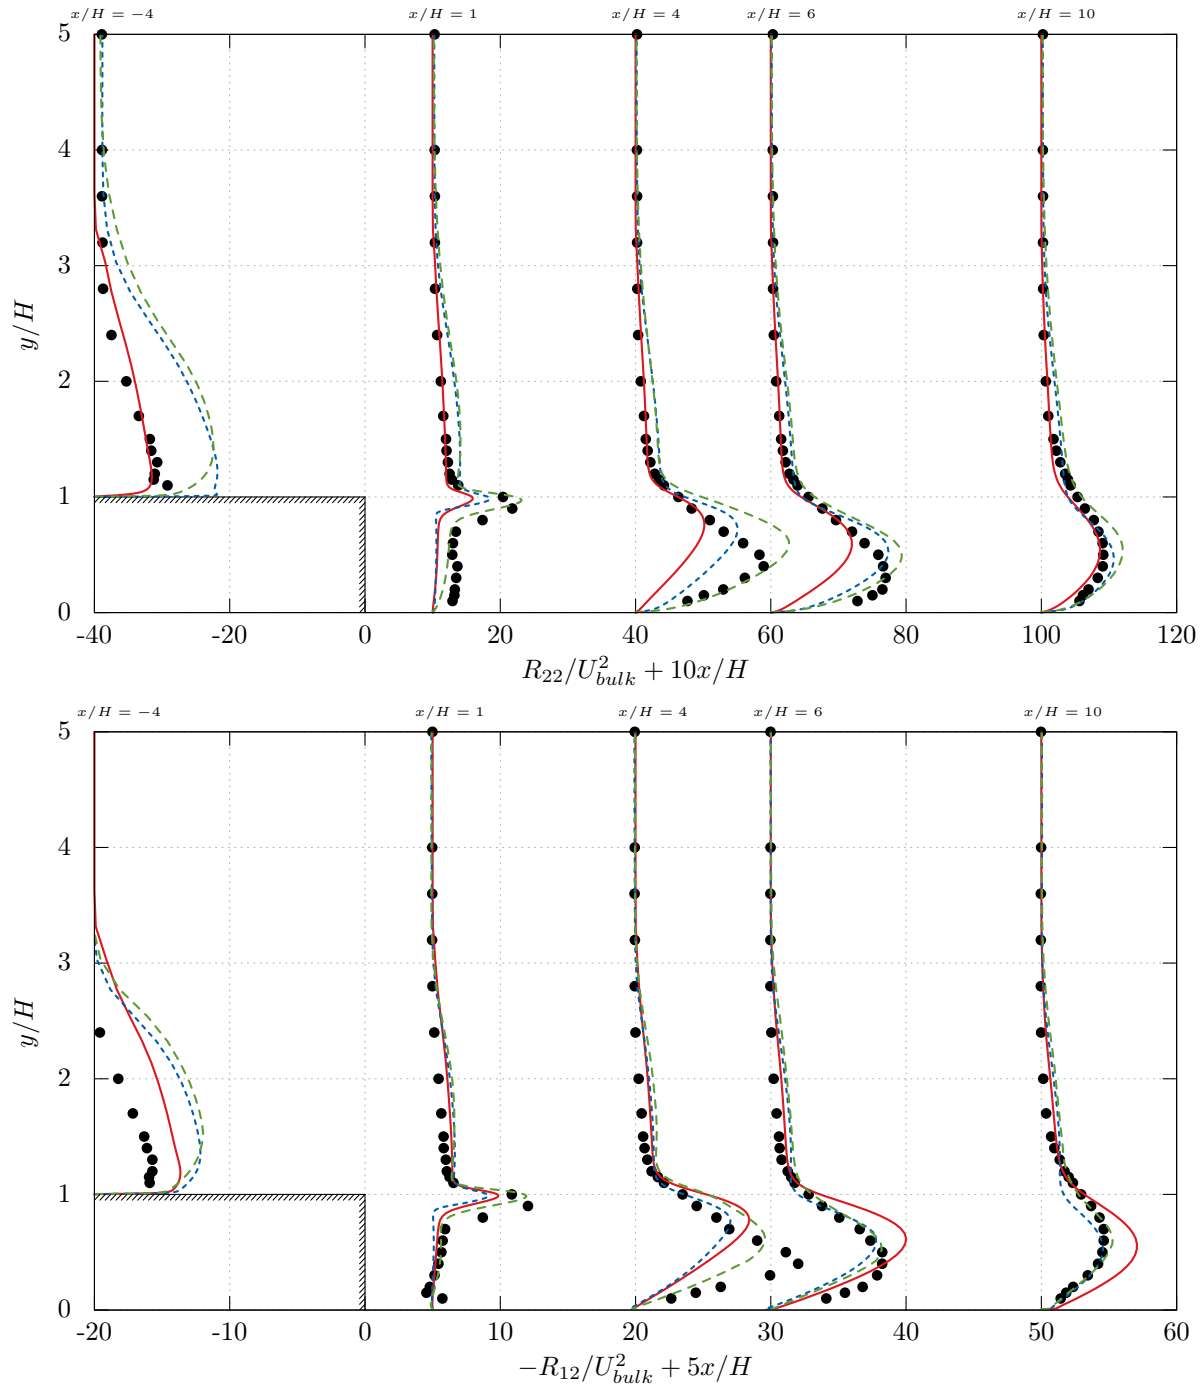 x/H = −4 x/H = 1 x/H = 4 x/H = 6 x/H = 10
5
4
3
2
1
0
y/H
-40 -20 0 20 40 60 80 100 120
R₂₂/U²_bulk + 10x/H
x/H = −4 x/H = 1 x/H = 4 x/H = 6 x/H = 10
5
4
3
2
1
0
y/H
-20 -10 0 10 20 30 40 50 60
−R₁₂/U²_bulk + 5x/H